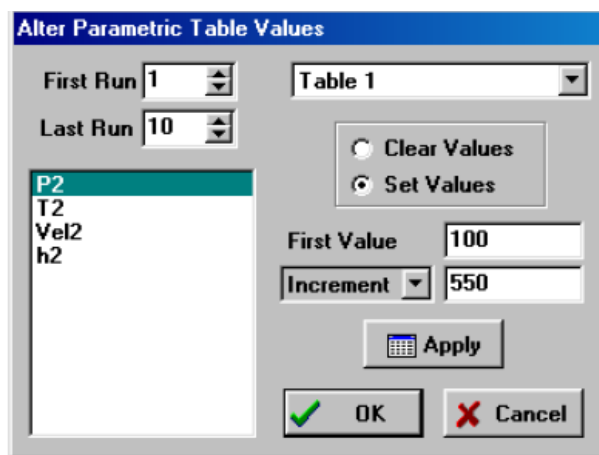 Alter Parametric Table Values
First Run 1
Table 1
Last Run 10
Clear Values
Set Values
P2
T2
Vel2
h2
First Value 100
Increment 550
Apply
OK
Cancel